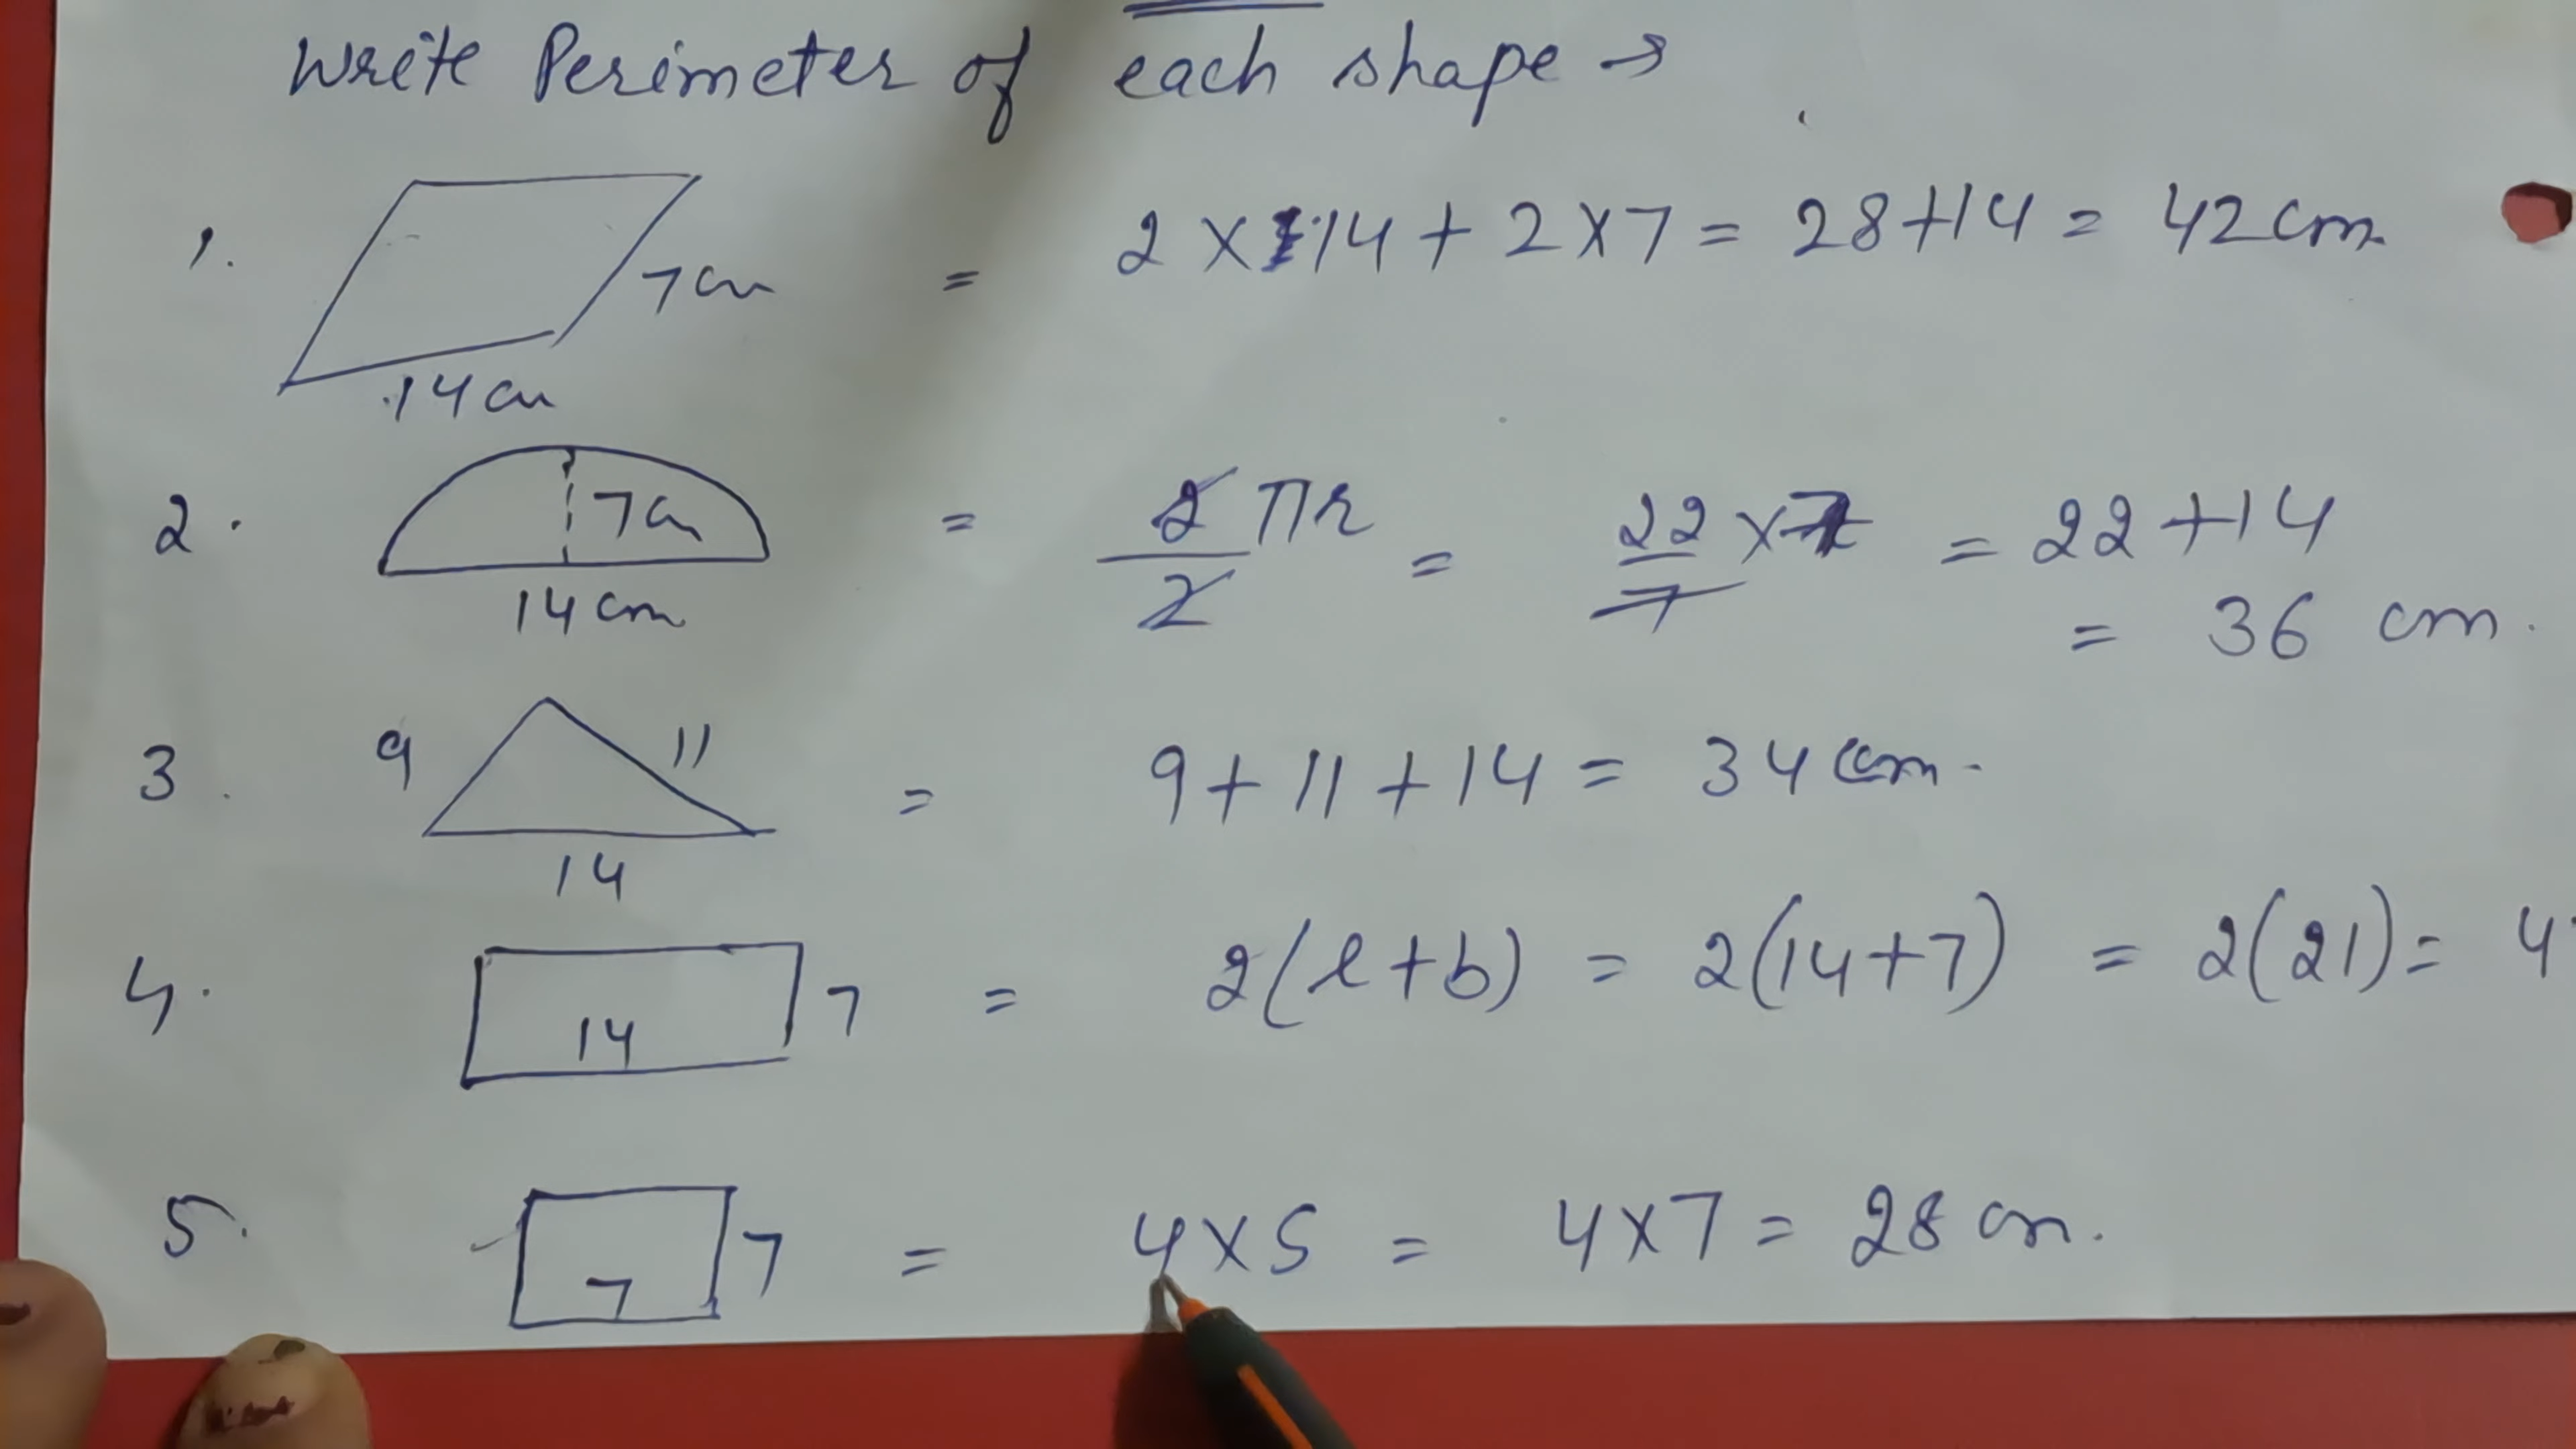 Write Perimeter of each shape →
1. 7cm = 2 × 14 + 2 × 7 = 28 + 14 = 42 cm
14 cm
2. 7cm = 2/2 πr = 22/7 × 7 = 22 + 14
14 cm = 36 cm.
3. 9 11 = 9 + 11 + 14 = 34 cm.
14
4. 14 7 = 2(l+b) = 2(14+7) = 2(21) = 4
5. 7 7 = 4 × S = 4 × 7 = 28 cm.